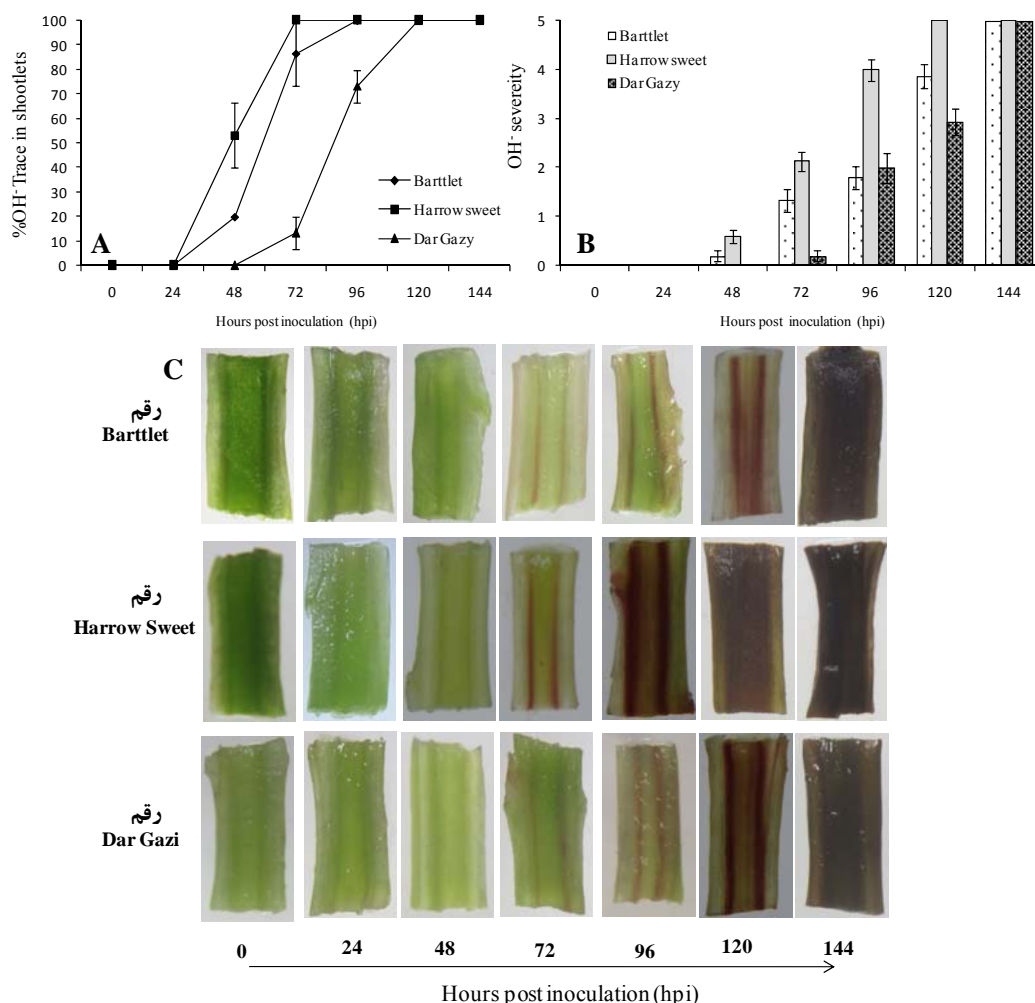 %OH- Trace in shootlets
100
90
80
70
60
50
40
30
20
10
0
A
Barttlet
Harrow sweet
Dar Gazy
0 24 48 72 96 120 144
Hours post inoculation (hpi)
OH- severeity
5
4
3
2
1
0
B
Barttlet
Harrow sweet
Dar Gazy
0 24 48 72 96 120 144
Hours post inoculation (hpi)
C
رقم
Barttlet
رقم
Harrow Sweet
رقم
Dar Gazi
0 24 48 72 96 120 144
Hours post inoculation (hpi)